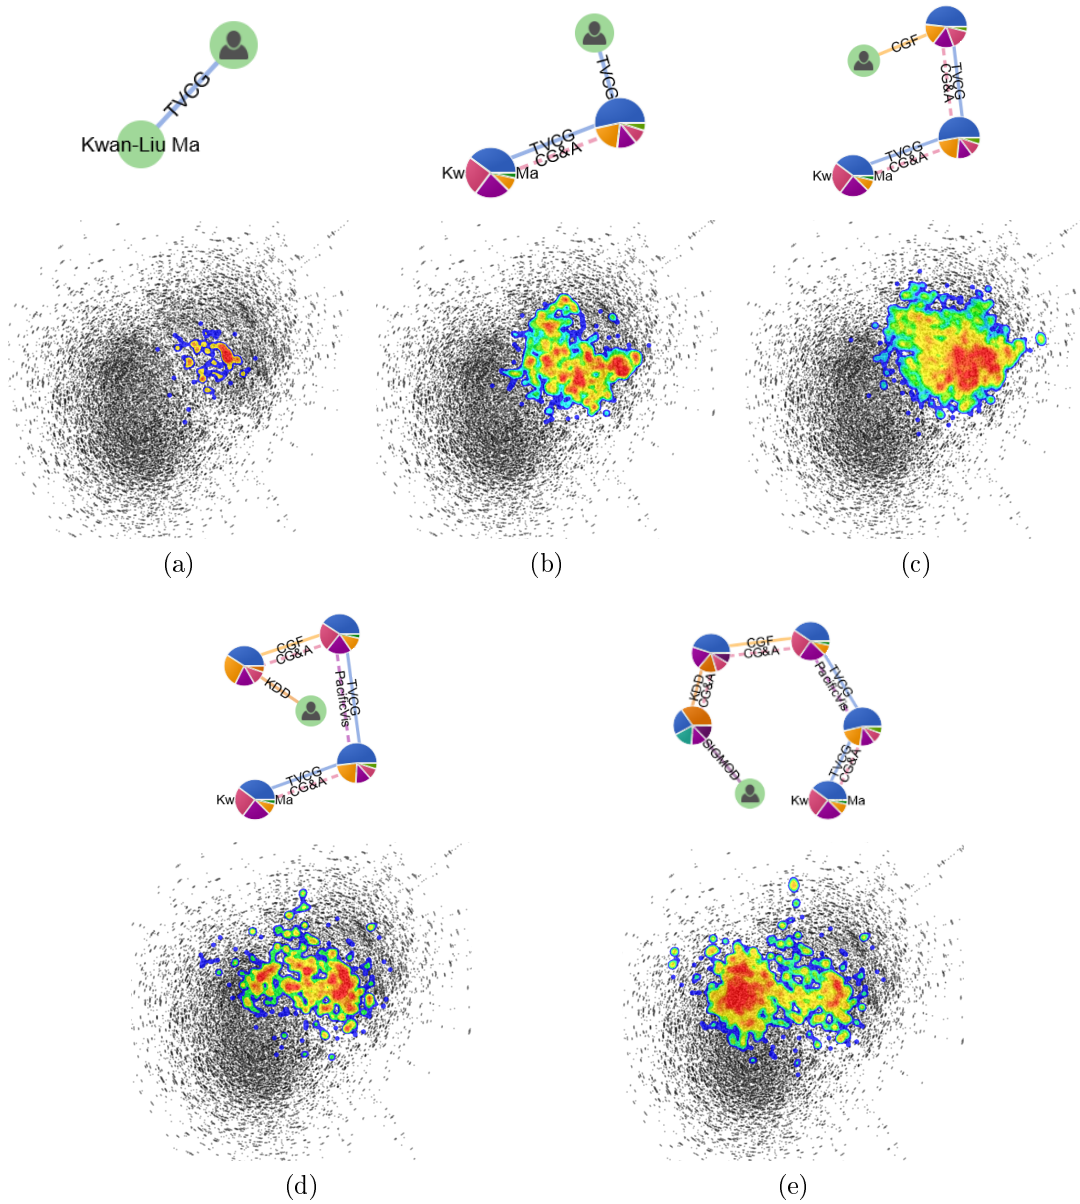 TVCG
Kwan-Liu Ma
TVCG
TVCG
CG&A
Kw Ma
CGF
TVCG
CG&A
TVCG
CG&A
Kw Ma
(a)
(b)
(c)
CGF
CG&A
KDD
TVCG
PacificVis
TVCG
CG&A
Kw Ma
CGF
CG&A
KDD
CG&A
TVCG
PacificVis
SIGMOD
TVCG
CG&A
Kw Ma
(d)
(e)